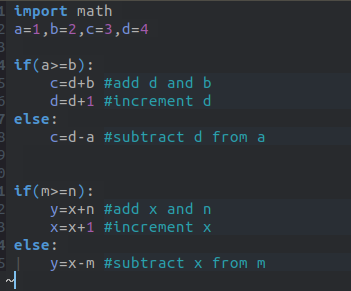 1 import math
2 a=1,b=2,c=3,d=4
3
4 if(a>=b):
5     c=d+b #add d and b
6     d=d+1 #increment d
7 else:
8     c=d-a #subtract d from a
9
0
1 if(m>=n):
2     y=x+n #add x and n
3     x=x+1 #increment x
4 else:
5     y=x-m #subtract x from m
~